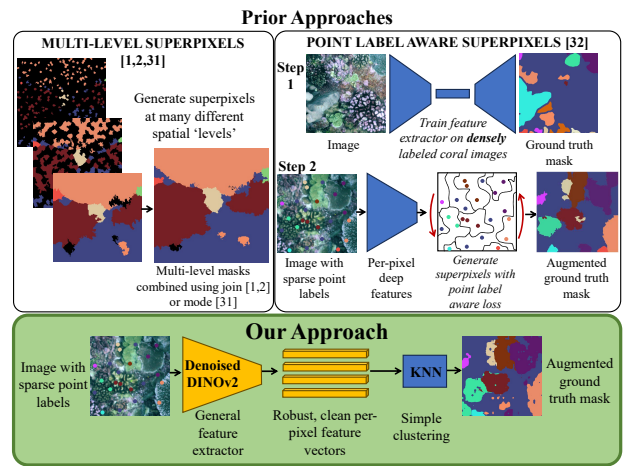 Prior Approaches
MULTI-LEVEL SUPERPIXELS
[1,2,31]
Generate superpixels
at many different
spatial ‘levels’
Multi-level masks
combined using join [1,2]
or mode [31]
POINT LABEL AWARE SUPERPIXELS [32]
Step
1
Image
Train feature
extractor on densely
labeled coral images
Ground truth
mask
Step 2
Image with
sparse point
labels
Per-pixel
deep
features
Generate
superpixels with
point label
aware loss
Augmented
ground truth
mask
Our Approach
Image with
sparse point
labels
Denoised
DINOv2
General
feature
extractor
Robust, clean per-
pixel feature
vectors
KNN
Simple
clustering
Augmented
ground
truth mask